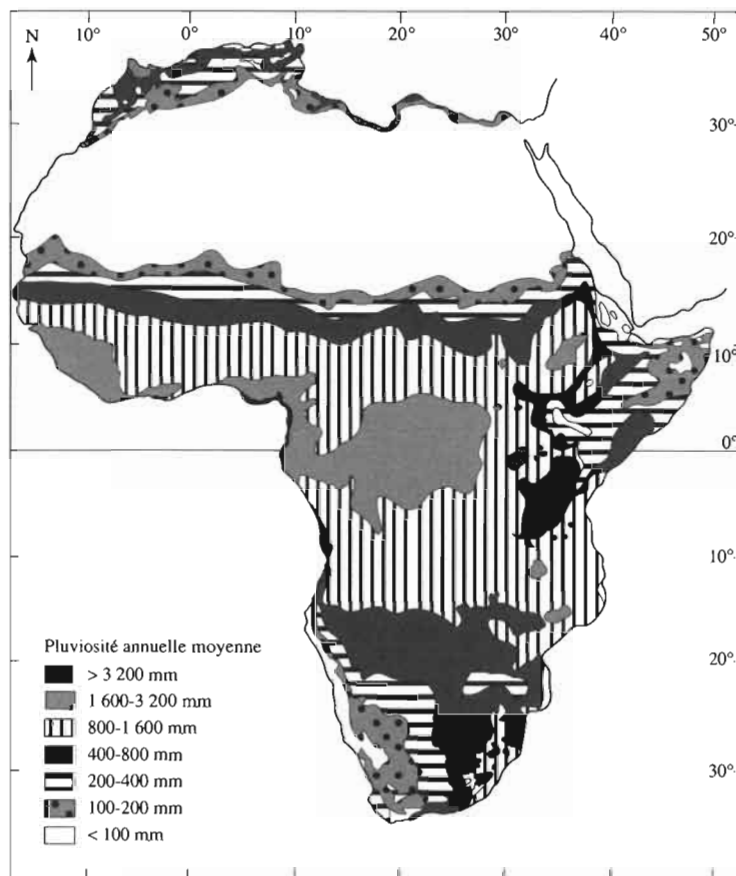 10° 0° 10° 20° 30° 40° 50°
N
30°
20°
10°
0°
10°
20°
30°
Pluviosité annuelle moyenne
> 3 200 mm
1 600-3 200 mm
800-1 600 mm
400-800 mm
200-400 mm
100-200 mm
< 100 mm